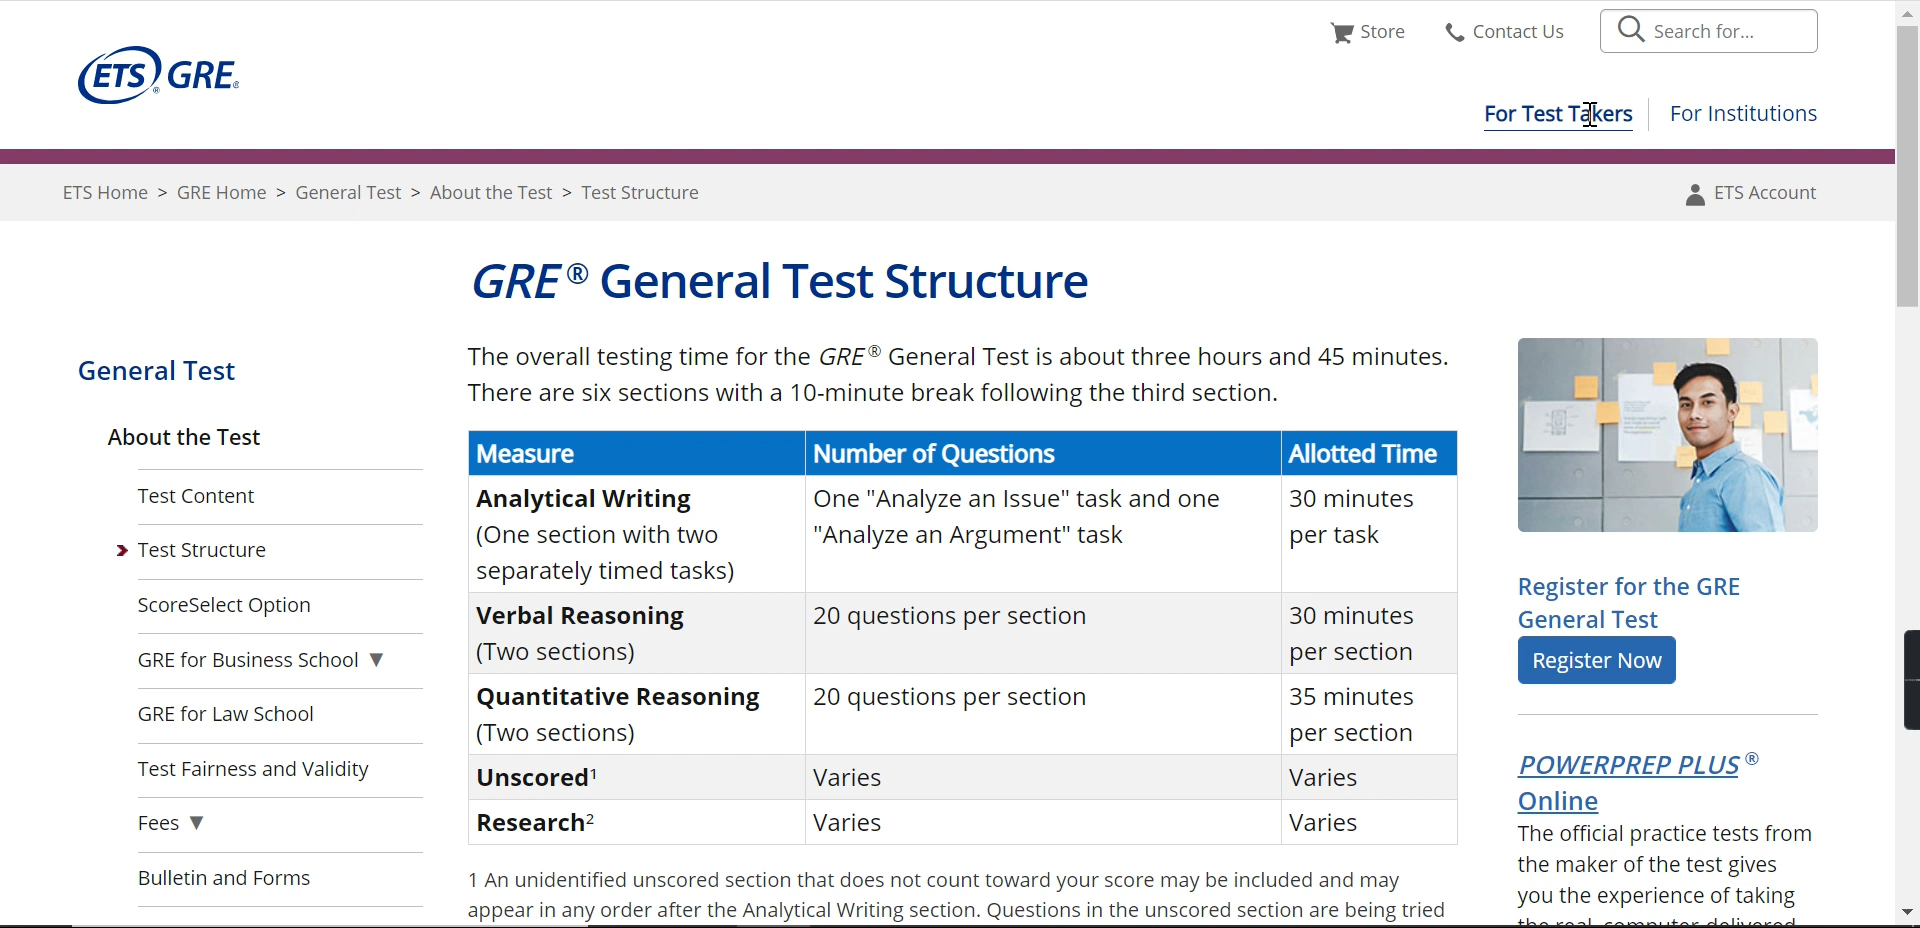 Store
Contact Us
Search for...
ETS® GRE®
For Test Takers
For Institutions
ETS Home > GRE Home > General Test > About the Test > Test Structure
ETS Account
GRE® General Test Structure
General Test
About the Test
Test Content
Test Structure
ScoreSelect Option
GRE for Business School ▼
GRE for Law School
Test Fairness and Validity
Fees ▼
Bulletin and Forms
The overall testing time for the GRE® General Test is about three hours and 45 minutes.
There are six sections with a 10-minute break following the third section.
Measure Number of Questions Allotted Time
Analytical Writing One "Analyze an Issue" task and one 30 minutes
(One section with two "Analyze an Argument" task per task
separately timed tasks)
Verbal Reasoning 20 questions per section 30 minutes
(Two sections) per section
Quantitative Reasoning 20 questions per section 35 minutes
(Two sections) per section
Unscored¹ Varies Varies
Research² Varies Varies
1 An unidentified unscored section that does not count toward your score may be included and may
appear in any order after the Analytical Writing section. Questions in the unscored section are being tried
Register for the GRE
General Test
Register Now
POWERPREP PLUS®
Online
The official practice tests from
the maker of the test gives
you the experience of taking
the real, computer-delivered